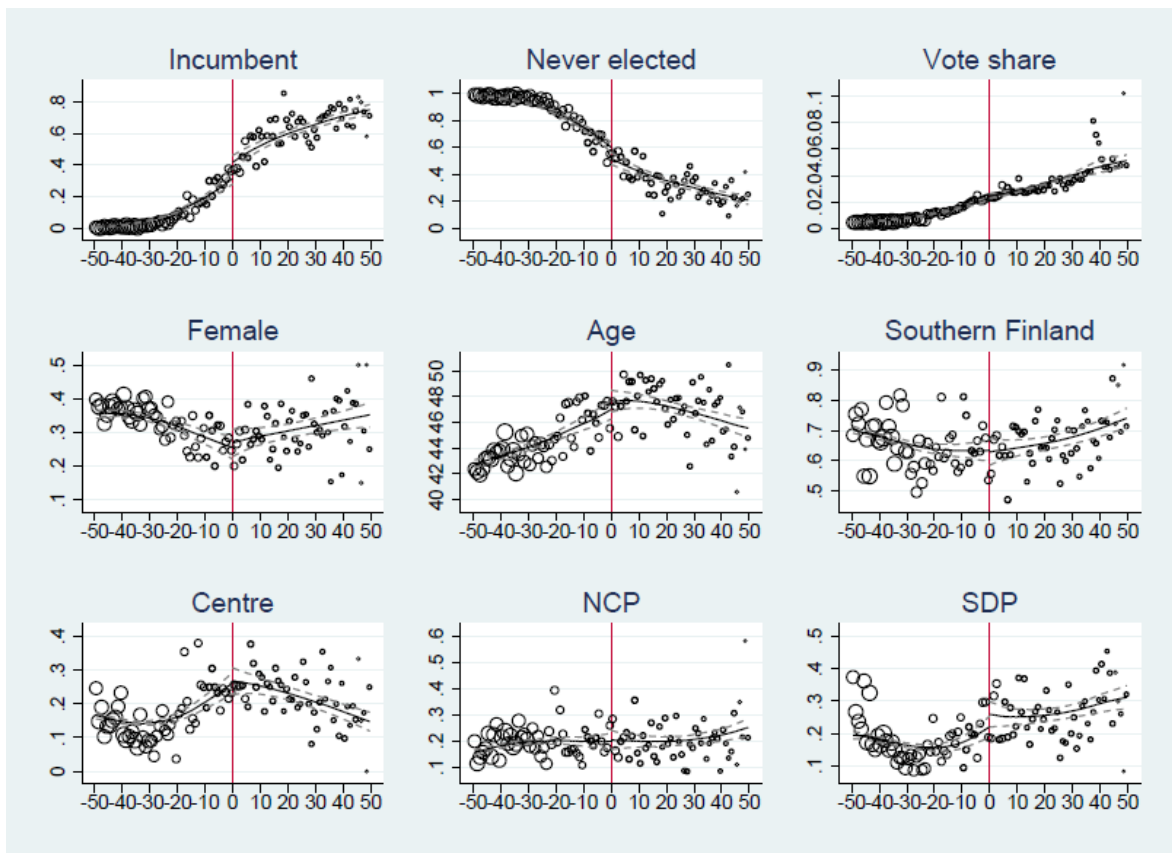 Incumbent
0 .2 .4 .6 .8
-50-40-30-20-10 0 10 20 30 40 50
Never elected
0 .2 .4 .6 .8 1
-50-40-30-20-10 0 10 20 30 40 50
Vote share
0 .02.04.06.08 .1
-50-40-30-20-10 0 10 20 30 40 50
Female
.1 .2 .3 .4 .5
-50-40-30-20-10 0 10 20 30 40 50
Age
40 42 44 46 48 50
-50-40-30-20-10 0 10 20 30 40 50
Southern Finland
.5 .6 .7 .8 .9
-50-40-30-20-10 0 10 20 30 40 50
Centre
0 .1 .2 .3 .4
-50-40-30-20-10 0 10 20 30 40 50
NCP
.1 .2 .3 .4 .5 .6
-50-40-30-20-10 0 10 20 30 40 50
SDP
.1 .2 .3 .4 .5
-50-40-30-20-10 0 10 20 30 40 50